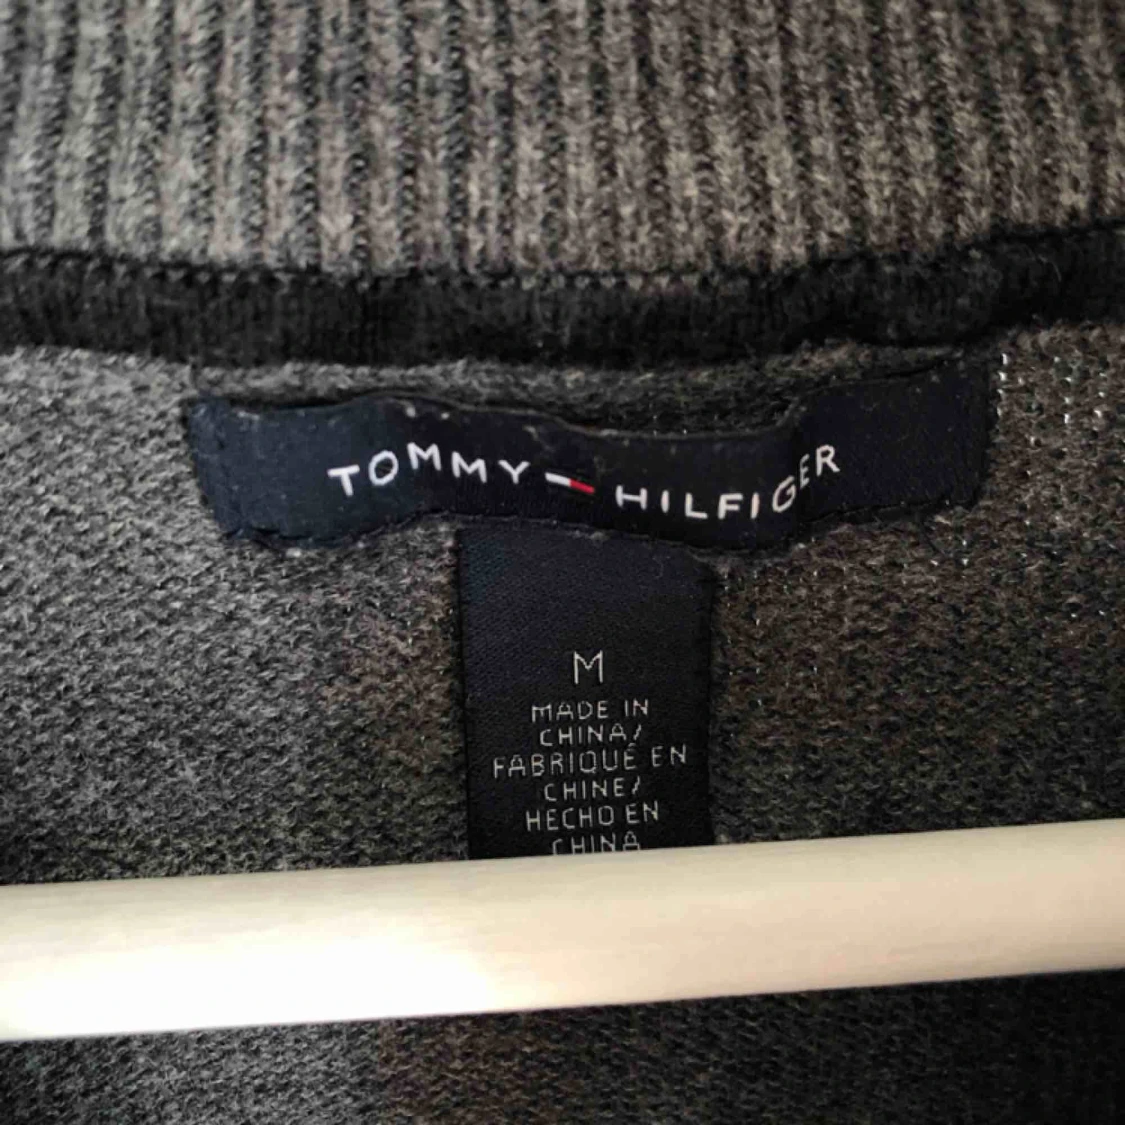 TOMMY HILFIGER
M
MADE IN
CHINA/
FABRIQUÉ EN
CHINE/
HECHO EN
CHINA